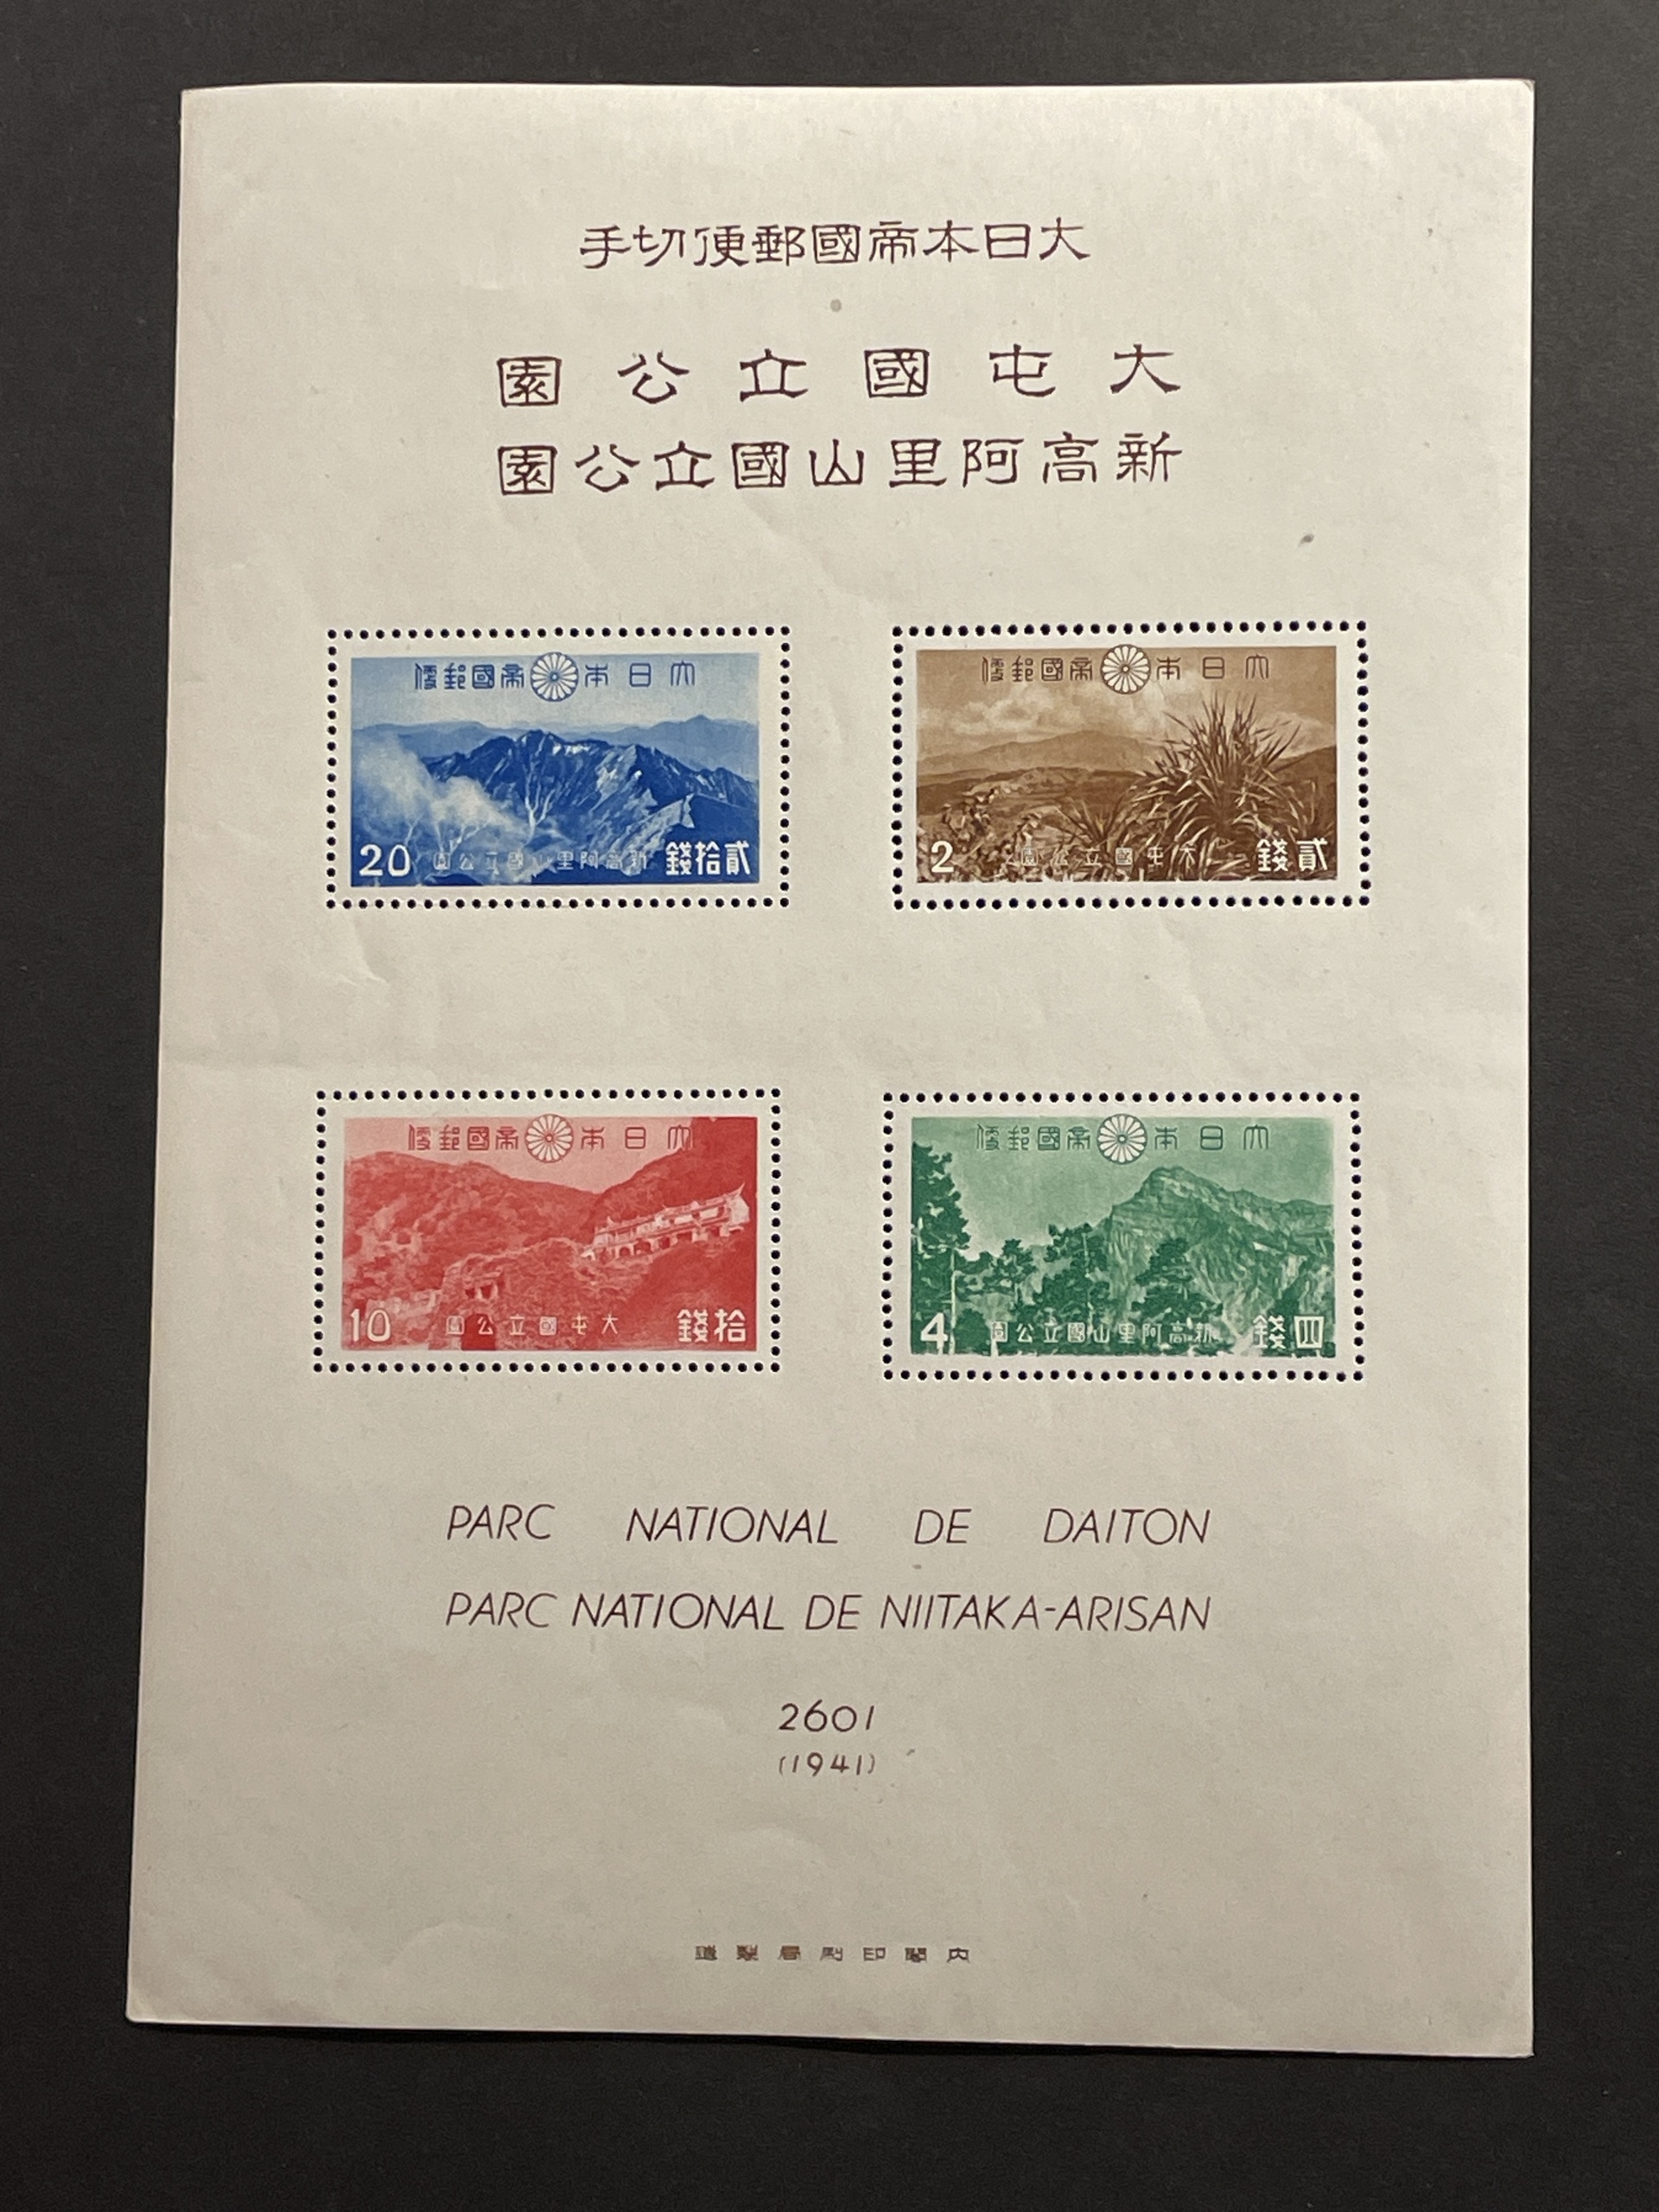 大日本帝國郵便切手
大屯國立公園
新高阿里山國立公園
大日本帝國郵便
貳拾錢 新高阿里山國立公園 20
大日本帝國郵便
貳錢 大屯國立公園 2
大日本帝國郵便
拾錢 大屯國立公園 10
大日本帝國郵便
四錢 新高阿里山國立公園 4
PARC NATIONAL DE DAITON
PARC NATIONAL DE NIITAKA-ARISAN
2601
(1941)
内閣印刷局製造